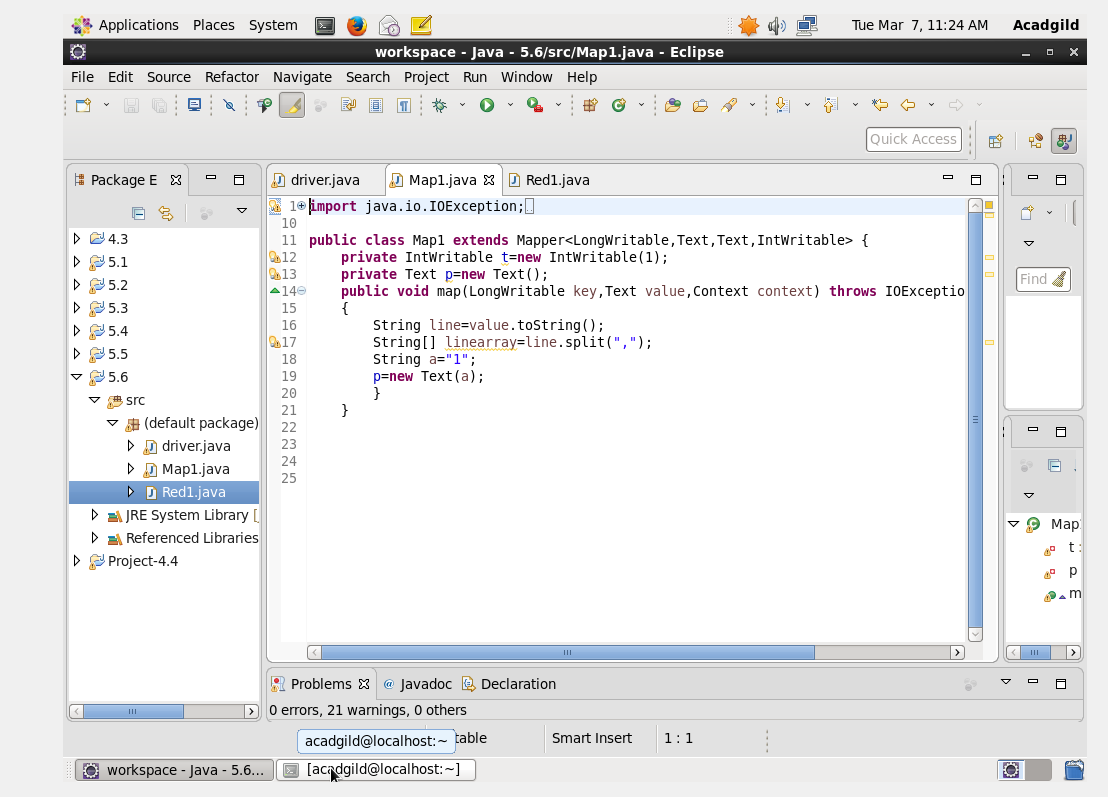 Applications Places System Tue Mar 7, 11:24 AM Acadgild
workspace - Java - 5.6/src/Map1.java - Eclipse
File Edit Source Refactor Navigate Search Project Run Window Help
Quick Access
Package E
driver.java Map1.java Red1.java
4.3
5.1
5.2
5.3
5.4
5.5
5.6
src
(default package)
driver.java
Map1.java
Red1.java
JRE System Library [
Referenced Libraries
Project-4.4
1 import java.io.IOException;
10
11 public class Map1 extends Mapper<LongWritable,Text,Text,IntWritable> {
12 private IntWritable t=new IntWritable(1);
13 private Text p=new Text();
14 public void map(LongWritable key,Text value,Context context) throws IOExceptio
15 {
16 String line=value.toString();
17 String[] linearray=line.split(",");
18 String a="1";
19 p=new Text(a);
20 }
21 }
22
23
24
25
Find
Map
t :
p
m
Problems Javadoc Declaration
0 errors, 21 warnings, 0 others
table Smart Insert 1 : 1
acadgild@localhost:~
workspace - Java - 5.6... [acadgild@localhost:~]